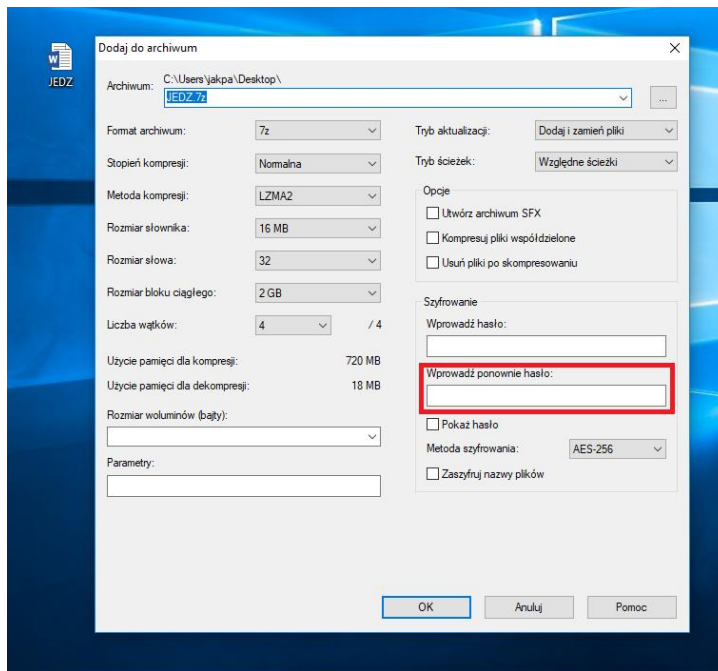 JEDZ
Dodaj do archiwum
Archiwum: C:\Users\jakpa\Desktop\
JEDZ.7z
...
Format archiwum: 7z
Stopień kompresji: Normalna
Metoda kompresji: LZMA2
Rozmiar słownika: 16 MB
Rozmiar słowa: 32
Rozmiar bloku ciągłego: 2 GB
Liczba wątków: 4 / 4
Użycie pamięci dla kompresji: 720 MB
Użycie pamięci dla dekompresji: 18 MB
Rozmiar woluminów (bajty):
Parametry:
Tryb aktualizacji: Dodaj i zamień pliki
Tryb ścieżek: Względne ścieżki
Opcje
Utwórz archiwum SFX
Kompresuj pliki współdzielone
Usuń pliki po skompresowaniu
Szyfrowanie
Wprowadź hasło:
Wprowadź ponownie hasło:
Pokaż hasło
Metoda szyfrowania: AES-256
Zaszyfruj nazwy plików
OK Anuluj Pomoc